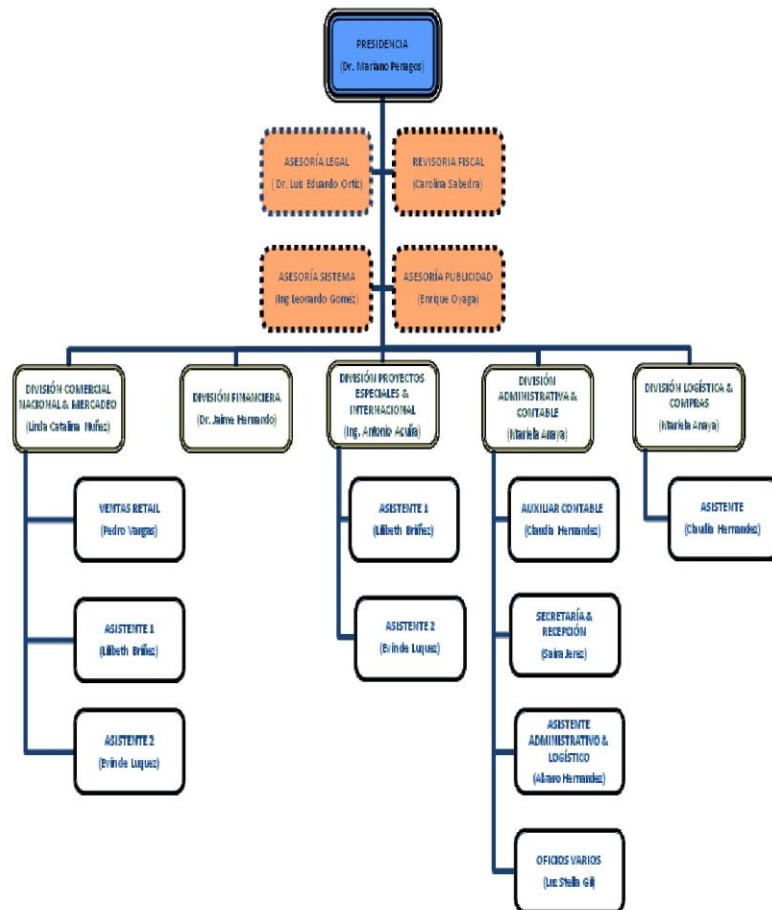 PRESIDENCIA
(Dr. Mariano Penagos)
ASESORÍA LEGAL
( Dr. Luis Eduardo Ortiz)
REVISORIA FISCAL
(Carolina Sabedra)
ASESORÍA SISTEMA
(Ing Leonardo Gomez)
ASESORÍA PUBLICIDAD
(Enrique Oyaga)
DIVISIÓN COMERCIAL
NACIONAL & MERCADEO
(Linda Catalina Nuñez)
DIVISIÓN FINANCIERA
(Dr. Jaime Hernando)
DIVISIÓN PROYECTOS
ESPECIALES &
INTERNACIONAL
(Ing. Antonio Acuña)
DIVISIÓN
ADMINISTRATIVA &
CONTABLE
(Mariela Anaya)
DIVISIÓN LOGÍSTICA &
COMPRAS
(Mariela Anaya)
VENTAS RETAIL
(Pedro Vargas)
ASISTENTE 1
(Lilibeth Briñez)
AUXILIAR CONTABLE
(Claudia Hernandez)
ASISTENTE
(Claudia Hernandez)
ASISTENTE 1
(Lilibeth Briñez)
ASISTENTE 2
(Evinde Luquez)
SECRETARÍA &
RECEPCIÓN
(Saira Jerez)
ASISTENTE 2
(Evinde Luquez)
ASISTENTE
ADMINISTRATIVO &
LOGÍSTICO
(Alvaro Hernandez)
OFICIOS VARIOS
(Luz Stella Gil)